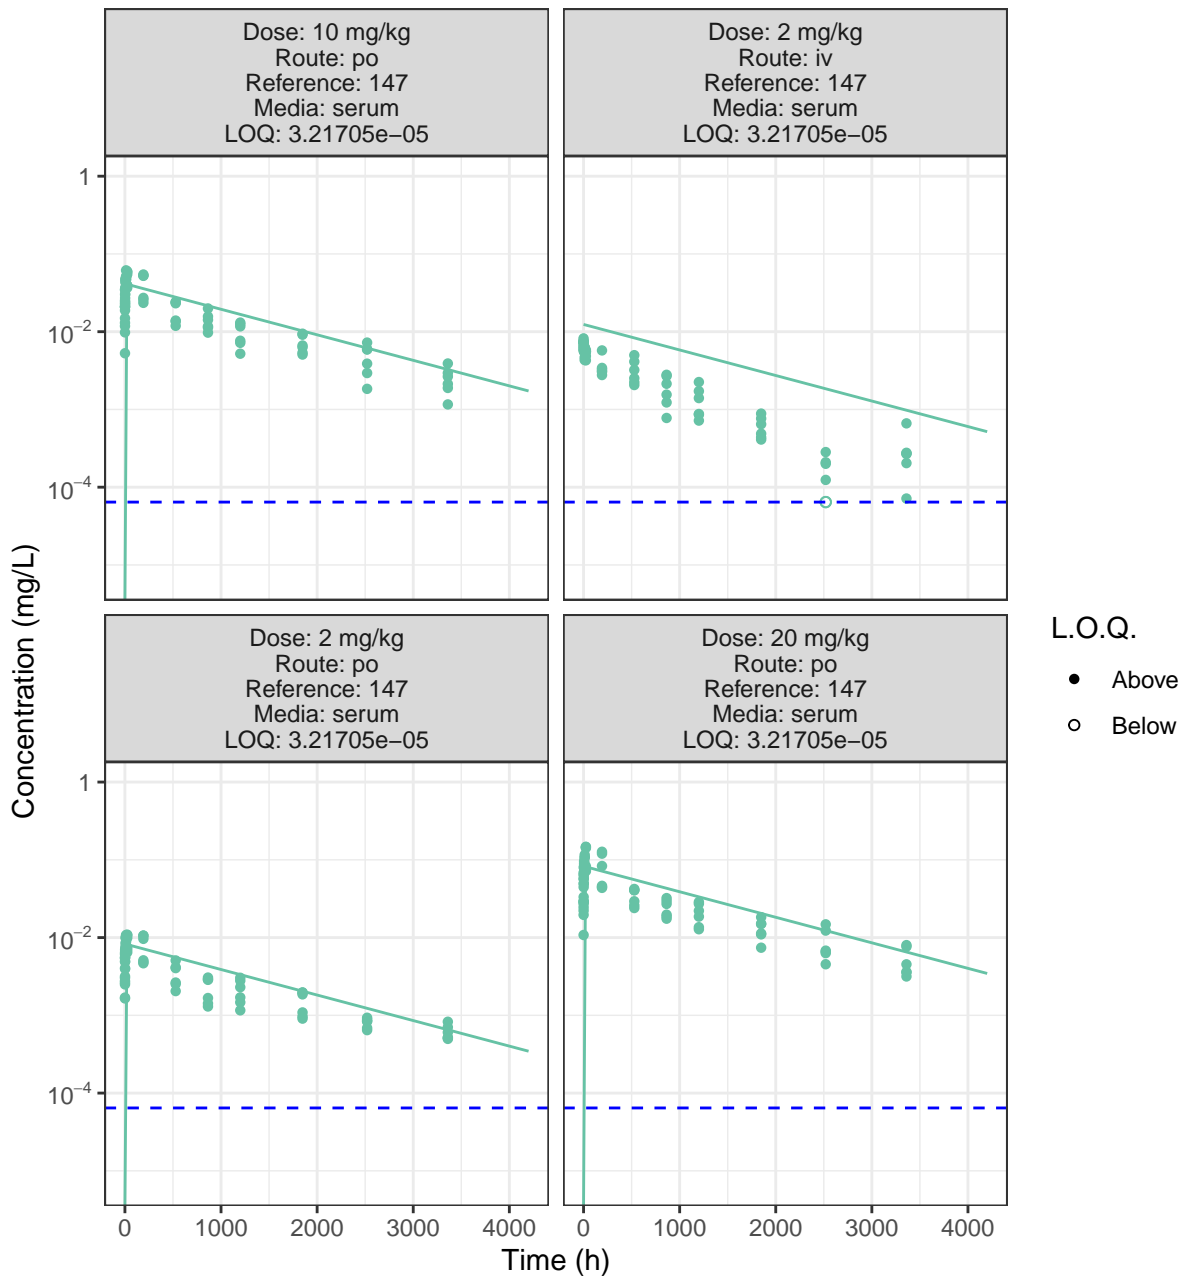 Dose: 10 mg/kg
Route: po
Reference: 147
Media: serum
LOQ: 3.21705e−05
Dose: 2 mg/kg
Route: iv
Reference: 147
Media: serum
LOQ: 3.21705e−05
1
10−2
10−4
Dose: 2 mg/kg
Route: po
Reference: 147
Media: serum
LOQ: 3.21705e−05
Dose: 20 mg/kg
Route: po
Reference: 147
Media: serum
LOQ: 3.21705e−05
1
10−2
10−4
0 1000 2000 3000 4000
0 1000 2000 3000 4000
Time (h)
Concentration (mg/L)
L.O.Q.
Above
Below